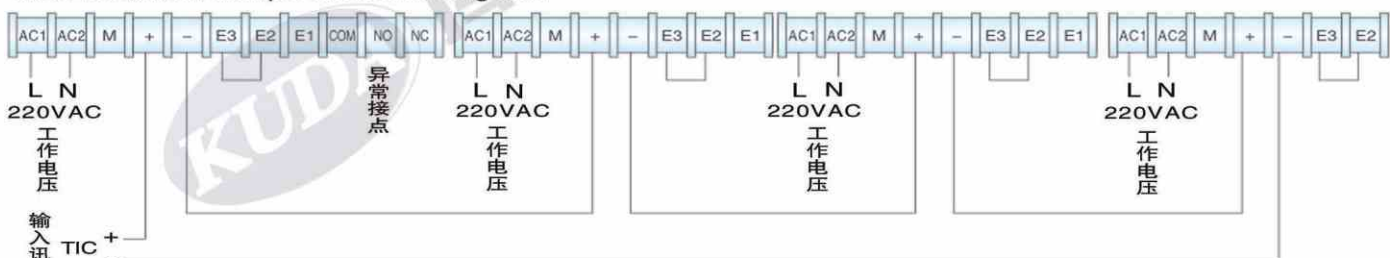 AC1 AC2 M + - E3 E2 E1 COM NO NC AC1 AC2 M + - E3 E2 E1 AC1 AC2 M + - E3 E2 E1 AC1 AC2 M + - E3 E2
L N L N L N L N
220VAC 220VAC 220VAC 220VAC
工作电压
异常接点
工作电压
工作电压
工作电压
KUDA
输入讯
TIC +